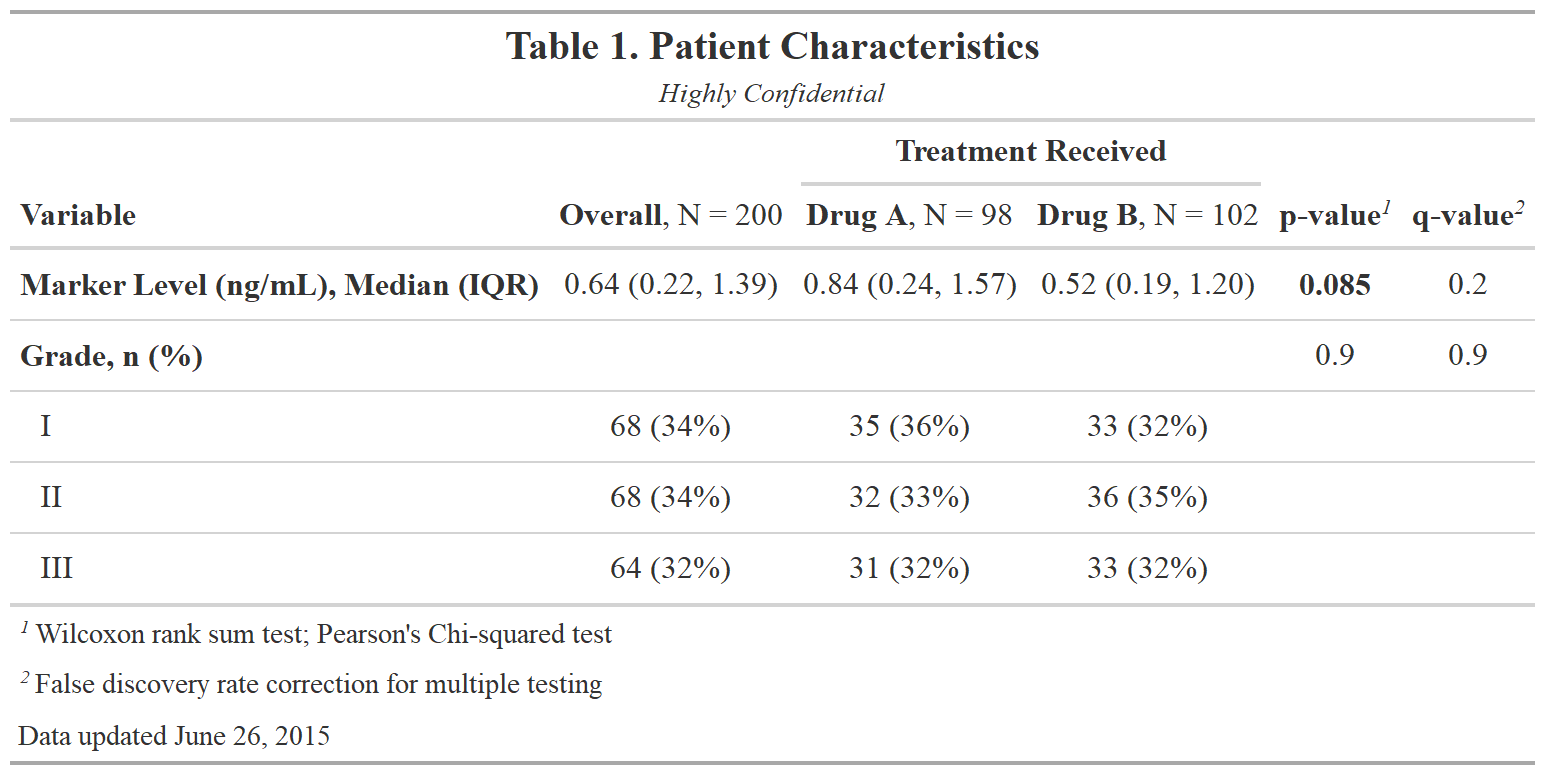 Table 1. Patient Characteristics
Highly Confidential
Treatment Received
Variable Overall, N = 200 Drug A, N = 98 Drug B, N = 102 p-value1 q-value2
Marker Level (ng/mL), Median (IQR) 0.64 (0.22, 1.39) 0.84 (0.24, 1.57) 0.52 (0.19, 1.20) 0.085 0.2
Grade, n (%) 0.9 0.9
I 68 (34%) 35 (36%) 33 (32%)
II 68 (34%) 32 (33%) 36 (35%)
III 64 (32%) 31 (32%) 33 (32%)
1 Wilcoxon rank sum test; Pearson's Chi-squared test
2 False discovery rate correction for multiple testing
Data updated June 26, 2015